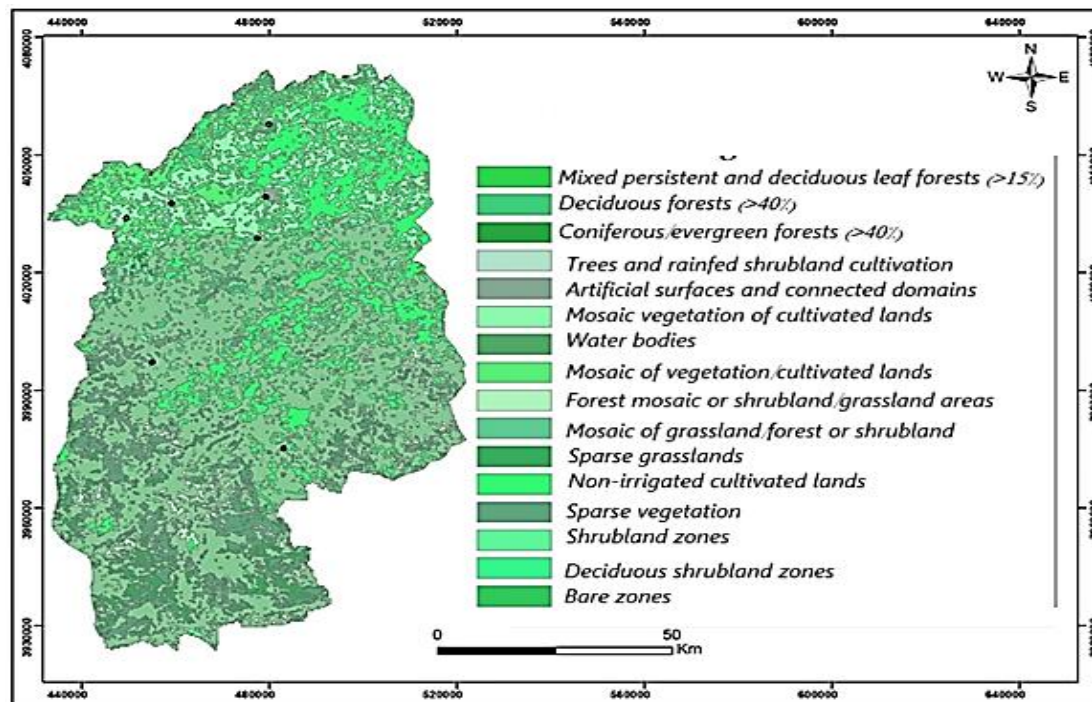 440000 480000 520000 560000 600000 640000
4080000
N
W E
S
4050000
Mixed persistent and deciduous leaf forests (>15%)
Deciduous forests (>40%)
Coniferous/evergreen forests (>40%)
Trees and rainfed shrubland cultivation
4020000
Artificial surfaces and connected domains
Mosaic vegetation of cultivated lands
Water bodies
Mosaic of vegetation/cultivated lands
3990000
Forest mosaic or shrubland/grassland areas
Mosaic of grassland/forest or shrubland
Sparse grasslands
Non-irrigated cultivated lands
3960000
Sparse vegetation
Shrubland zones
Deciduous shrubland zones
Bare zones
3930000
0 50
Km
440000 480000 520000 560000 600000 640000